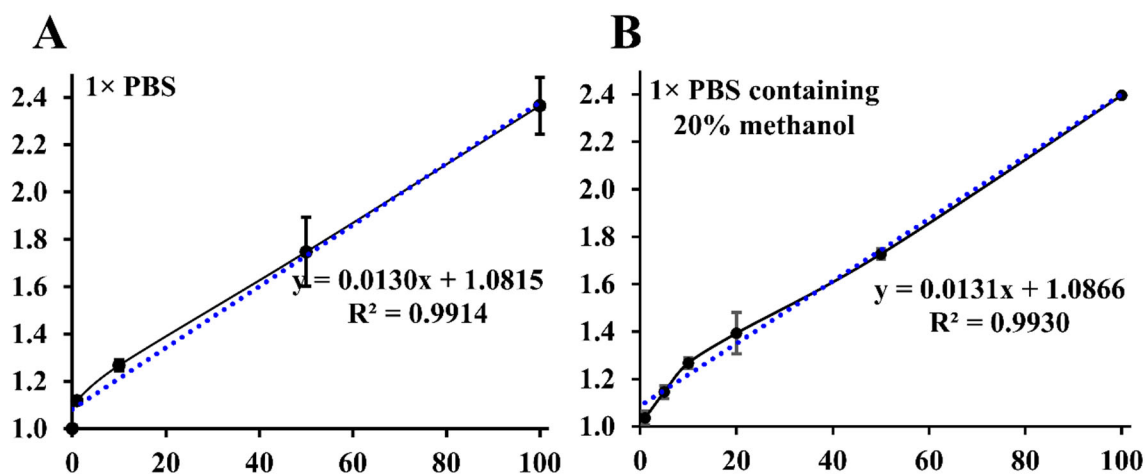 A
1× PBS
2.4
2.2
2.0
1.8
1.6
1.4
1.2
1.0
y = 0.0130x + 1.0815
R² = 0.9914
0 20 40 60 80 100
B
1× PBS containing
20% methanol
2.4
2.2
2.0
1.8
1.6
1.4
1.2
1.0
y = 0.0131x + 1.0866
R² = 0.9930
0 20 40 60 80 100